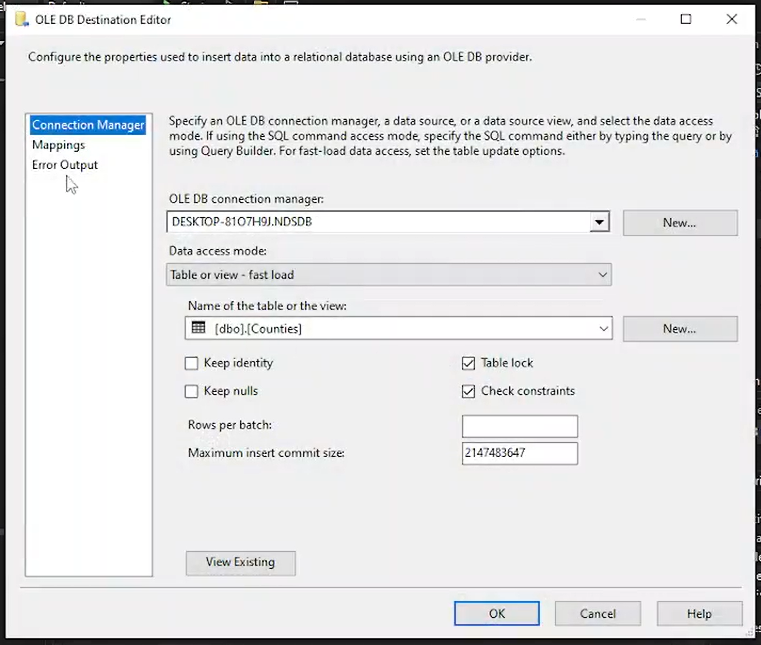 OLE DB Destination Editor
Configure the properties used to insert data into a relational database using an OLE DB provider.
Connection Manager
Mappings
Error Output
Specify an OLE DB connection manager, a data source, or a data source view, and select the data access
mode. If using the SQL command access mode, specify the SQL command either by typing the query or by
using Query Builder. For fast-load data access, set the table update options.
OLE DB connection manager:
DESKTOP-81O7H9J.NDSDB
New...
Data access mode:
Table or view - fast load
Name of the table or the view:
[dbo].[Counties]
New...
Keep identity
Table lock
Keep nulls
Check constraints
Rows per batch:
Maximum insert commit size:
2147483647
View Existing
OK
Cancel
Help